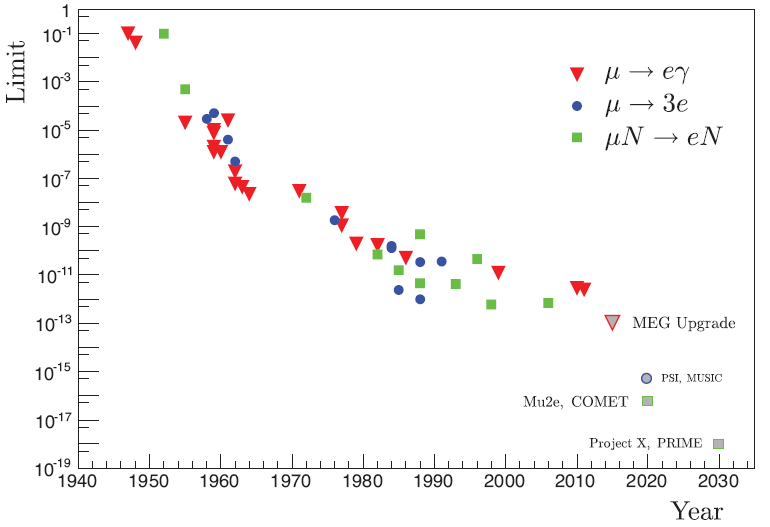 Limit
1
10⁻¹
10⁻³
10⁻⁵
10⁻⁷
10⁻⁹
10⁻¹¹
10⁻¹³
10⁻¹⁵
10⁻¹⁷
10⁻¹⁹
μ → eγ
μ → 3e
μN → eN
MEG Upgrade
PSI, MUSIC
Mu2e, COMET
Project X, PRIME
1940 1950 1960 1970 1980 1990 2000 2010 2020 2030
Year